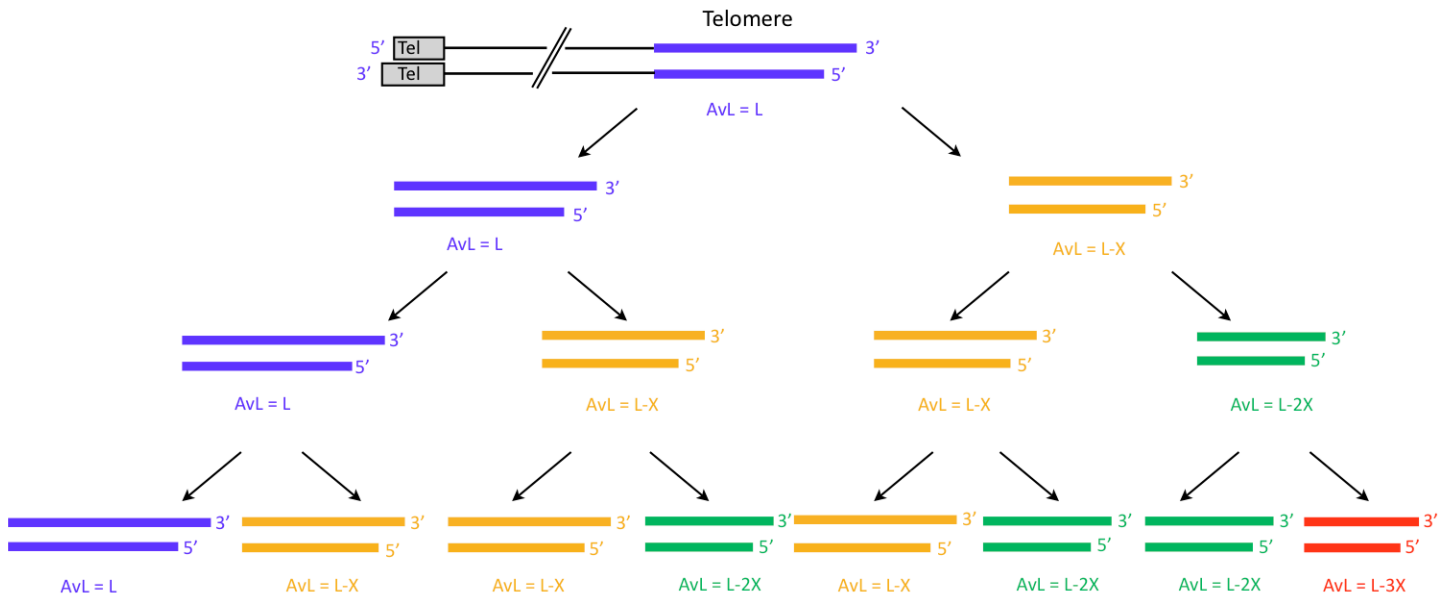 Telomere
5’ Tel 3’
3’ Tel 5’
AvL = L
3’ 3’
5’ 5’
AvL = L AvL = L-X
3’ 3’ 3’ 3’
5’ 5’ 5’ 5’
AvL = L AvL = L-X AvL = L-X AvL = L-2X
3’ 3’ 3’ 3’ 3’ 3’ 3’ 3’
5’ 5’ 5’ 5’ 5’ 5’ 5’ 5’
AvL = L AvL = L-X AvL = L-X AvL = L-2X AvL = L-X AvL = L-2X AvL = L-2X AvL = L-3X